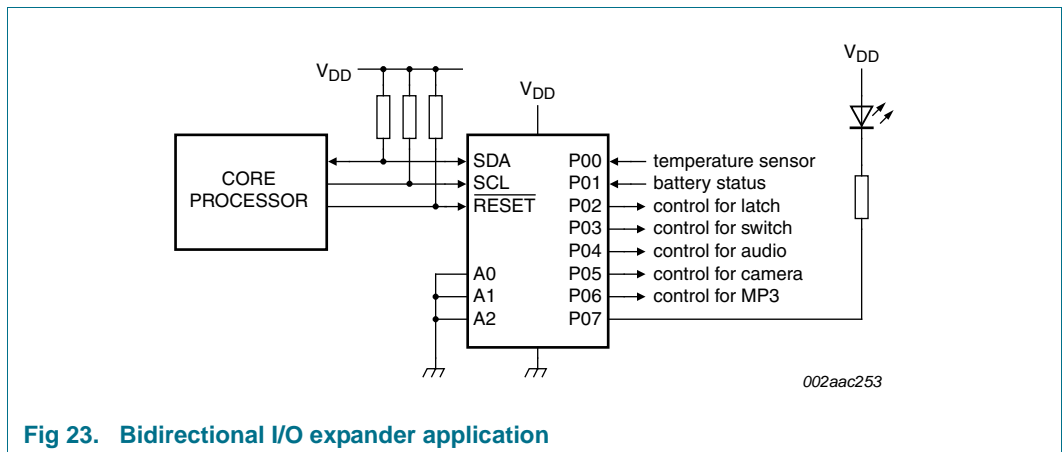 VDD
VDD
VDD
CORE
PROCESSOR
SDA
SCL
RESET
A0
A1
A2
P00
P01
P02
P03
P04
P05
P06
P07
temperature sensor
battery status
control for latch
control for switch
control for audio
control for camera
control for MP3
002aac253
Fig 23. Bidirectional I/O expander application